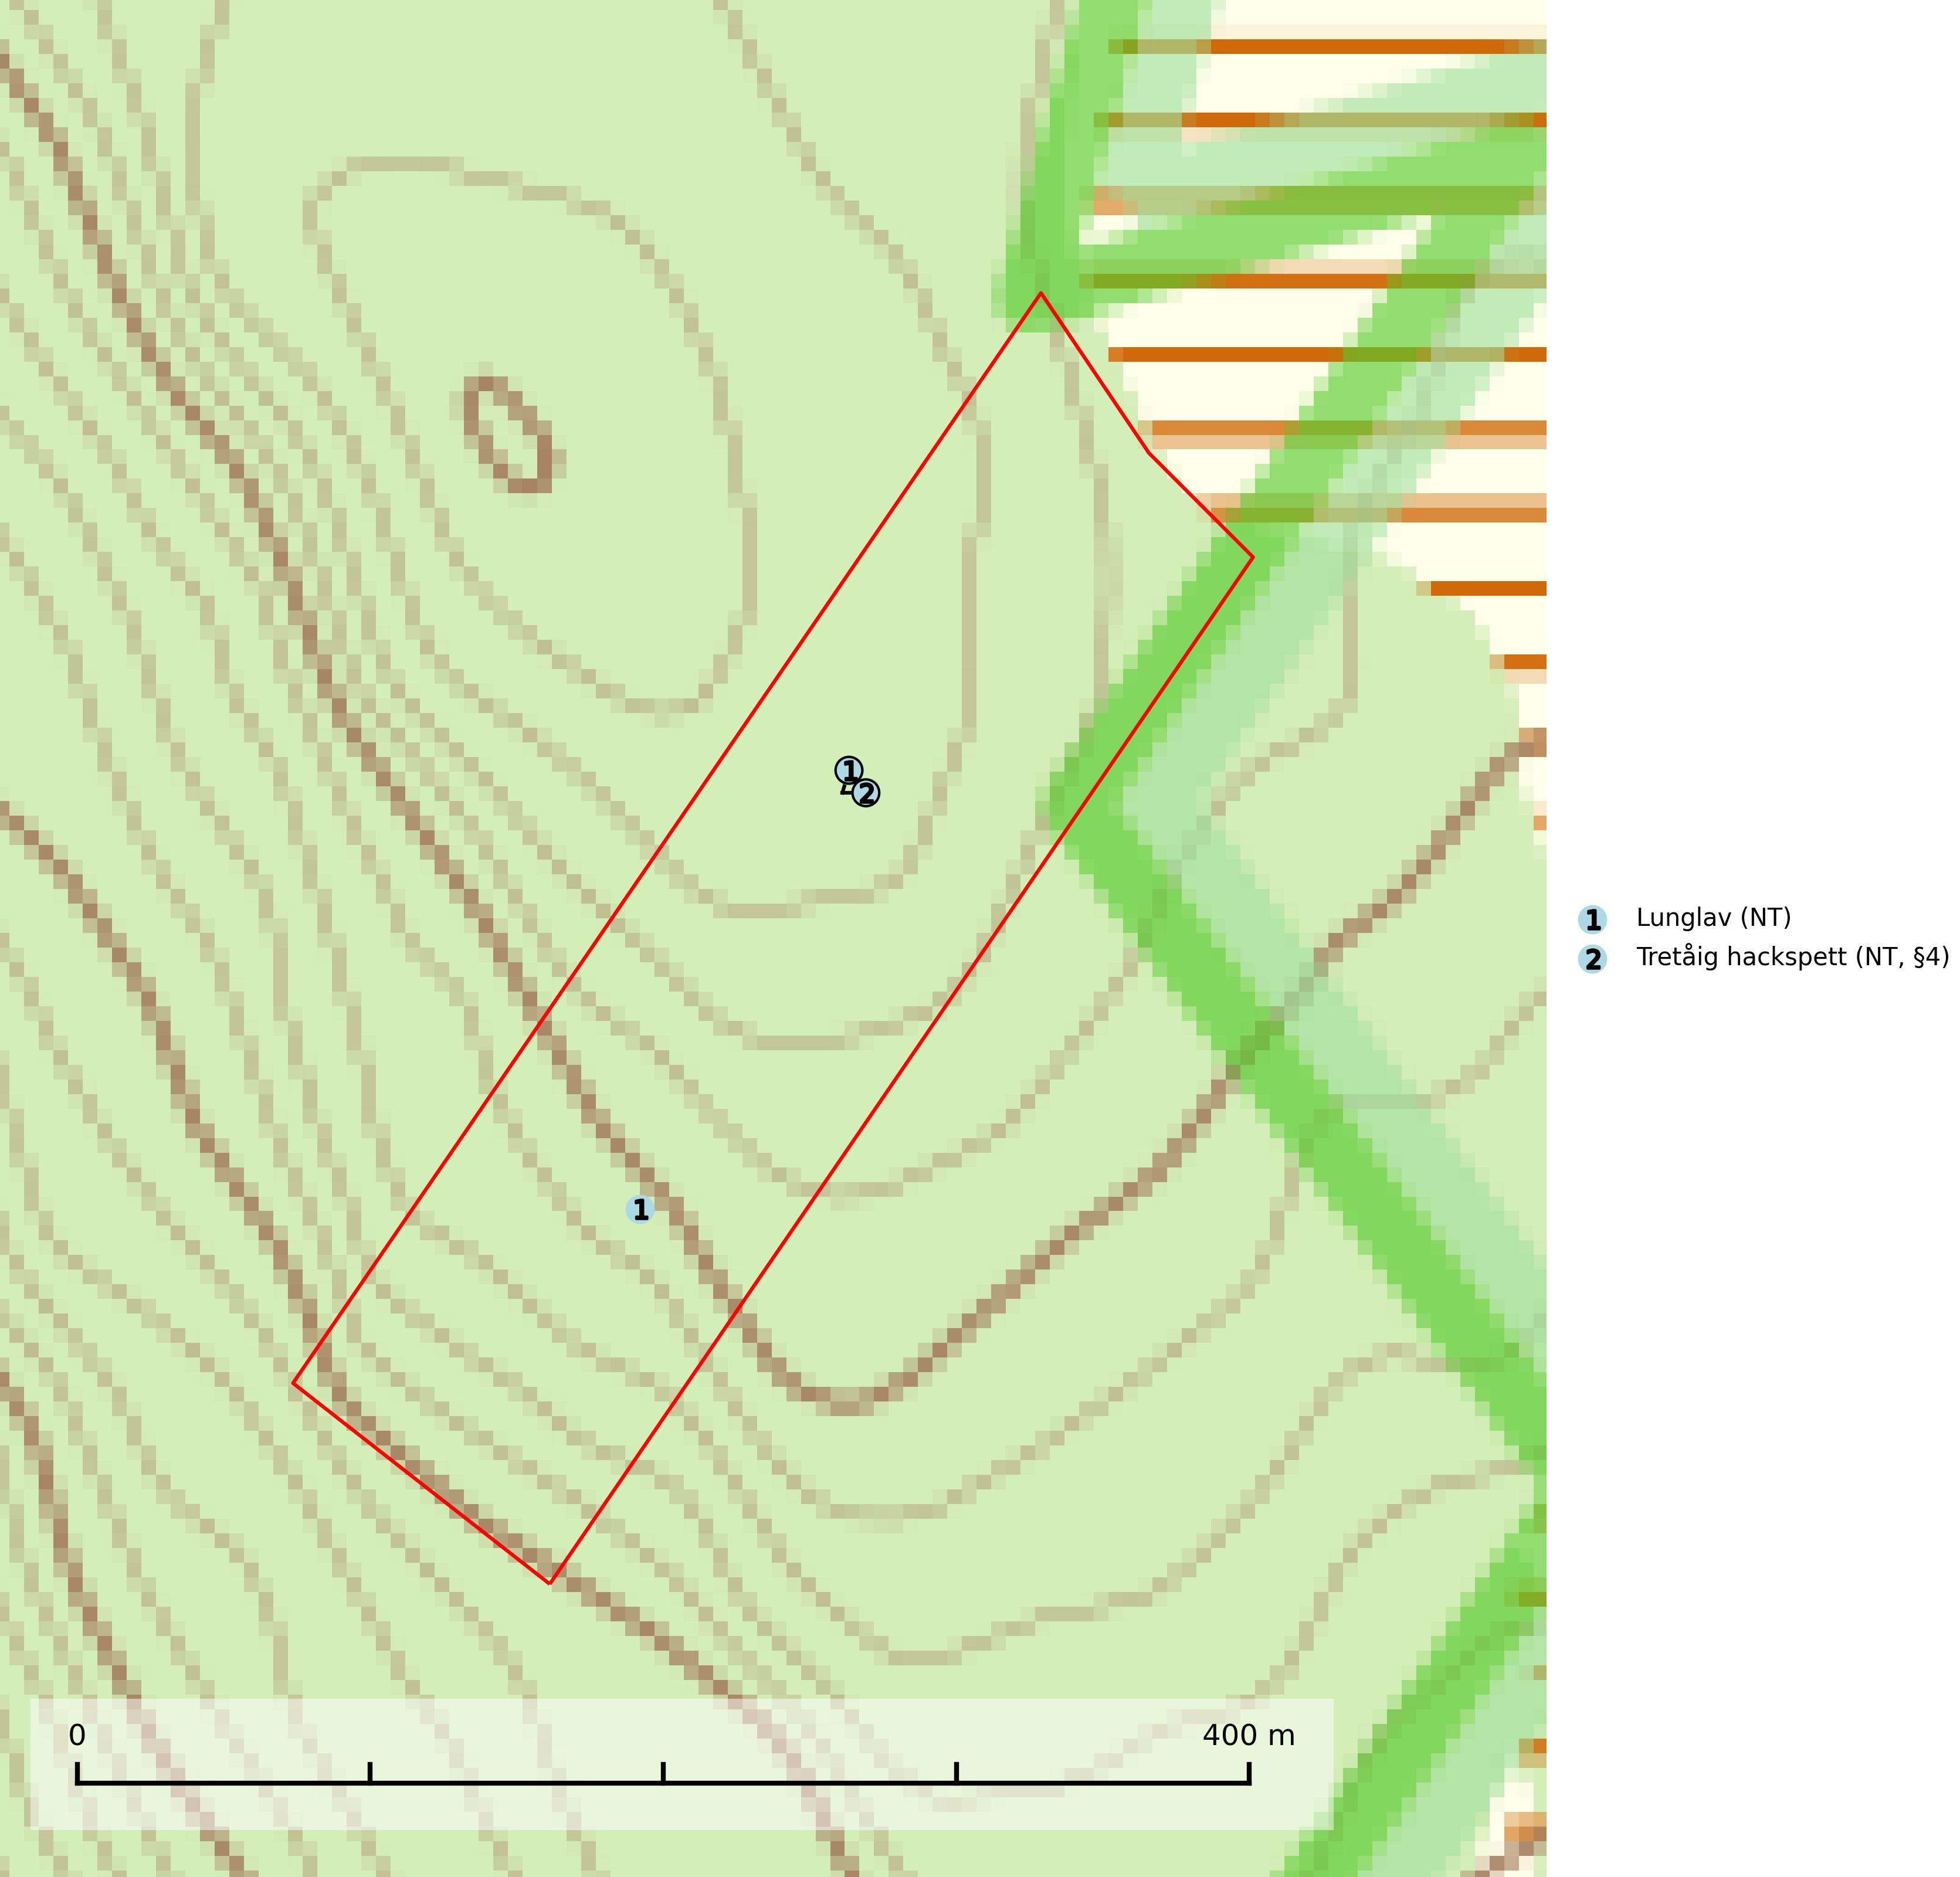 1
2
1 Lunglav (NT)
2 Tretåig hackspett (NT, §4)
1
0 400 m